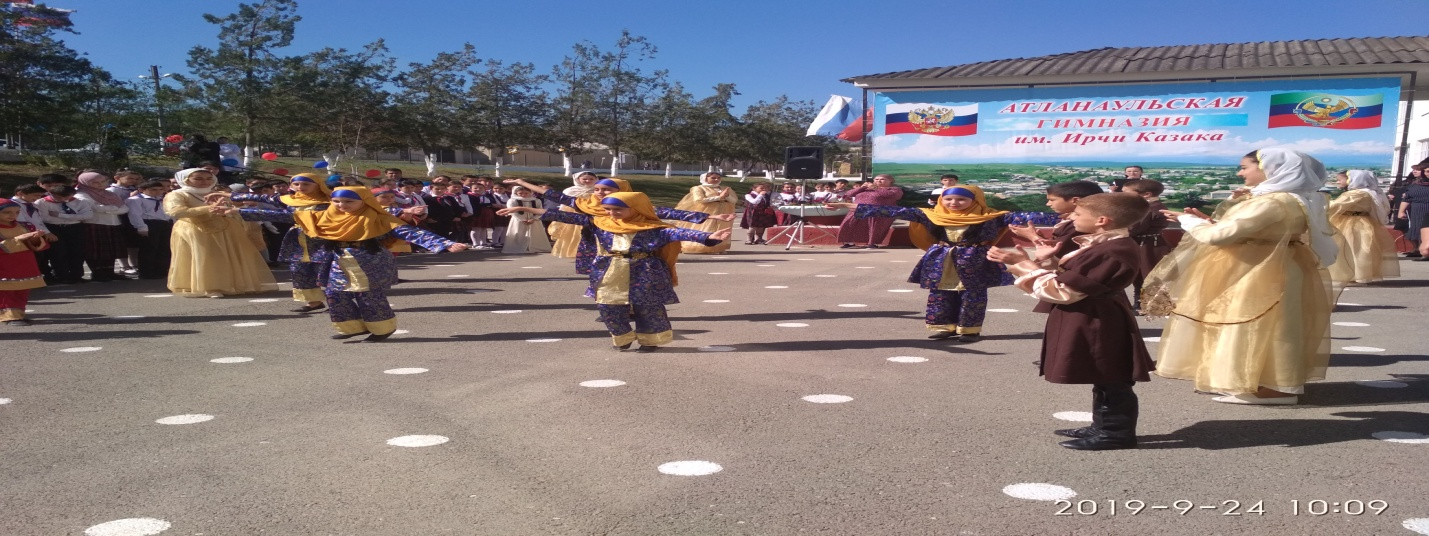 АТЛАНАУЛЬСКАЯ
ГИМНАЗИЯ
им. Ирчи Казака
2019-9-24 10:09